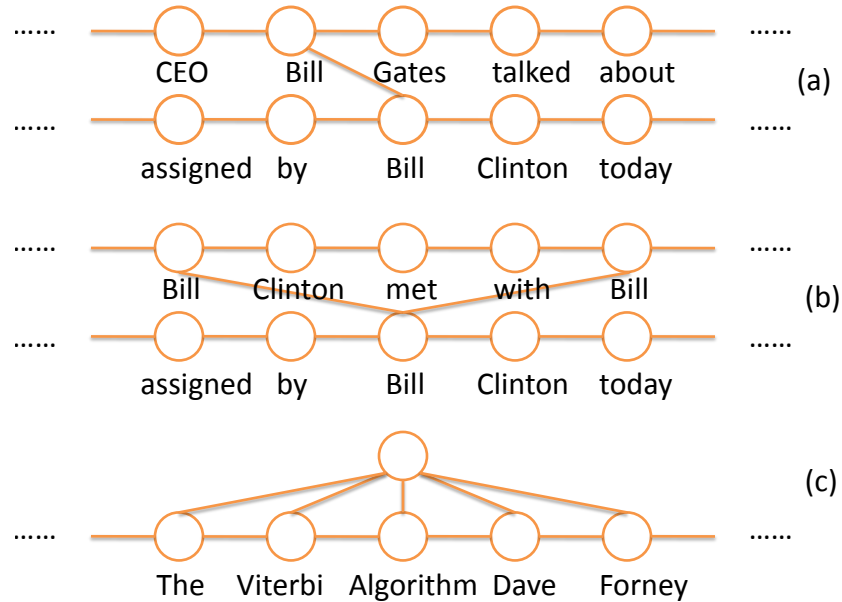 …… ……
CEO Bill Gates talked about
(a)
…… ……
assigned by Bill Clinton today
…… ……
Bill Clinton met with Bill
(b)
…… ……
assigned by Bill Clinton today
(c)
…… ……
The Viterbi Algorithm Dave Forney